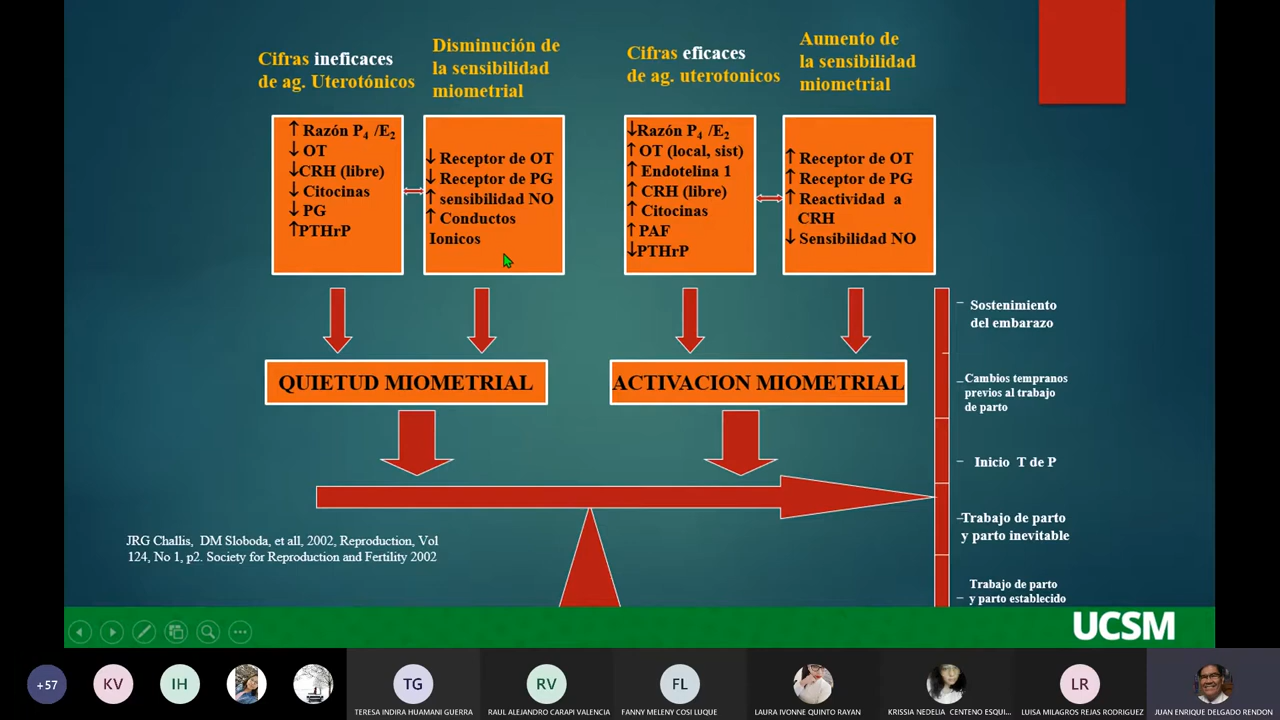 Cifras ineficaces
de ag. Uterotónicos
Disminución de
la sensibilidad
miometrial
Cifras eficaces
de ag. uterotonicos
Aumento de
la sensibilidad
miometrial
↑ Razón P4 /E2
↓ OT
↓CRH (libre)
↓ Citocinas
↓ PG
↑PTHrP
↓ Receptor de OT
↓ Receptor de PG
↑ sensibilidad NO
↑ Conductos
Ionicos
↓Razón P4 /E2
↑ OT (local, sist)
↑ Endotelina 1
↑ CRH (libre)
↑ Citocinas
↑ PAF
↓PTHrP
↑ Receptor de OT
↑ Receptor de PG
↑ Reactividad a
CRH
↓ Sensibilidad NO
QUIETUD MIOMETRIAL
ACTIVACION MIOMETRIAL
Sostenimiento
del embarazo
Cambios tempranos
previos al trabajo
de parto
Inicio T de P
Trabajo de parto
y parto inevitable
Trabajo de parto
y parto establecido
JRG Challis, DM Sloboda, et all, 2002, Reproduction, Vol
124, No 1, p2. Society for Reproduction and Fertility 2002
UCSM
+57
KV
IH
TG
RV
FL
LR
TERESA INDIRA HUAMANI GUERRA
RAUL ALEJANDRO CARAPI VALENCIA
FANNY MELENY COSI LUQUE
LAURA IVONNE QUINTO RAYAN
KRISSIA NEDELIA CENTENO ESQUI...
LUISA MILAGROS REJAS RODRIGUEZ
JUAN ENRIQUE DELGADO RENDON